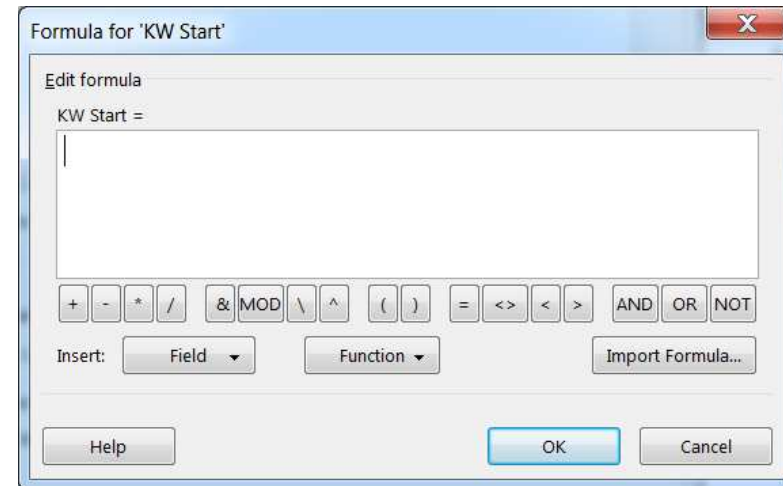 Formula for 'KW Start'
Edit formula
KW Start =
+ - * / & MOD \ ^ ( ) = <> < > AND OR NOT
Insert: Field Function Import Formula...
Help OK Cancel